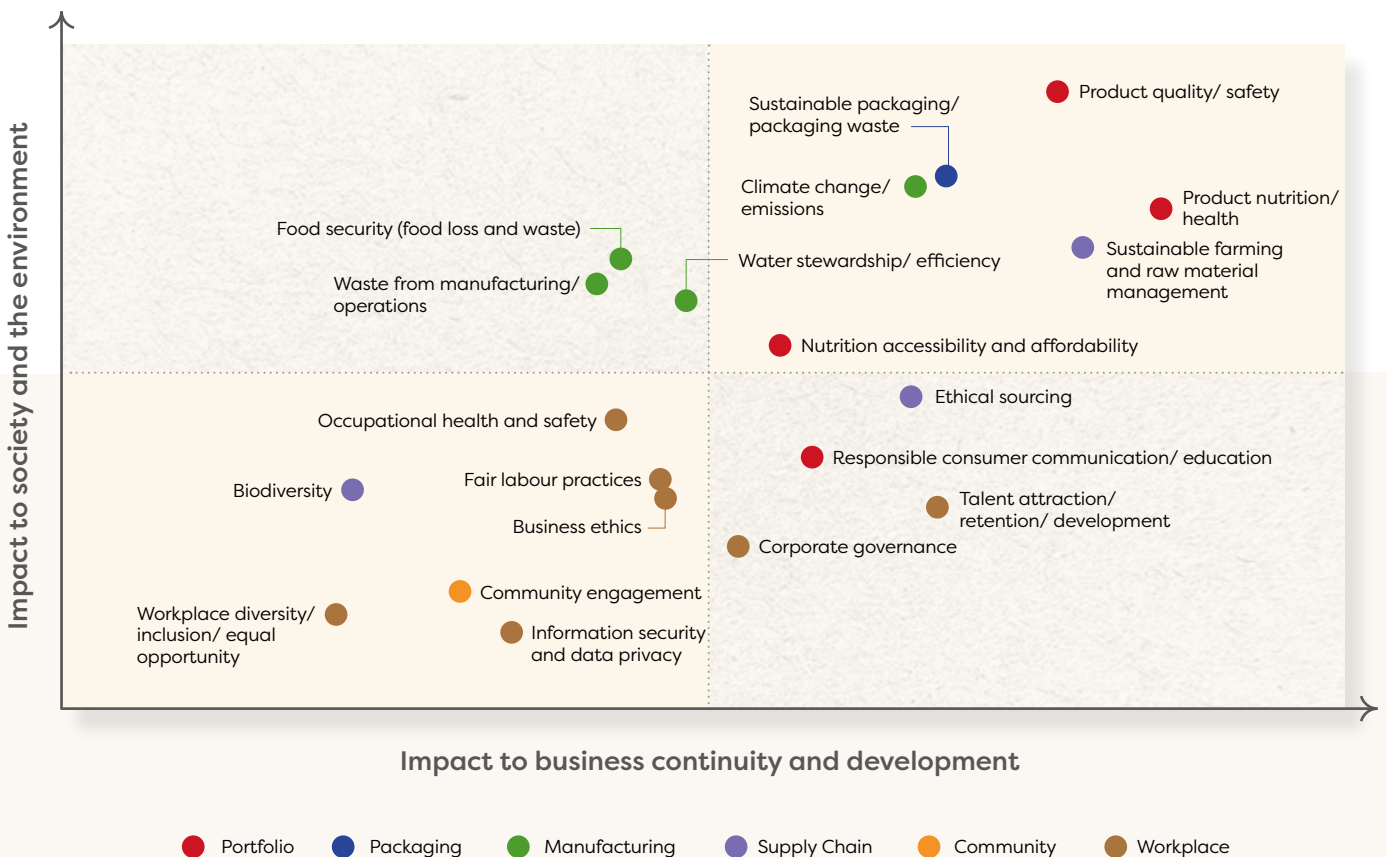 Impact to society and the environment
Product quality/ safety
Sustainable packaging/
packaging waste
Climate change/
emissions
Product nutrition/
health
Food security (food loss and waste)
Sustainable farming
and raw material
management
Water stewardship/ efficiency
Waste from manufacturing/
operations
Nutrition accessibility and affordability
Ethical sourcing
Occupational health and safety
Responsible consumer communication/ education
Fair labour practices
Biodiversity
Talent attraction/
retention/ development
Business ethics
Corporate governance
Community engagement
Workplace diversity/
inclusion/ equal
opportunity
Information security
and data privacy
Impact to business continuity and development
Portfolio
Packaging
Manufacturing
Supply Chain
Community
Workplace